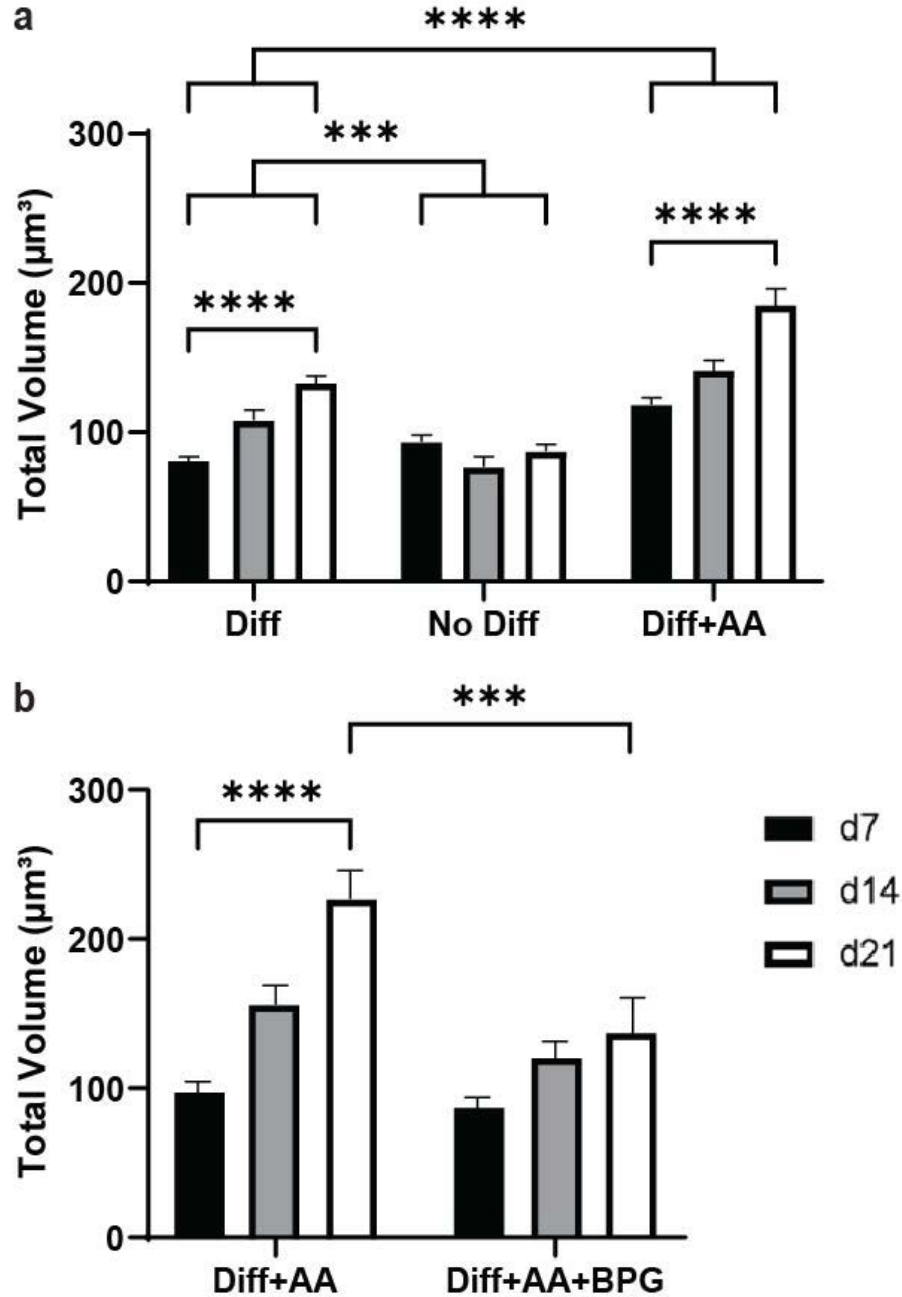 a
****
300
***
****
****
200
100
0
Total Volume (µm³)
Diff
No Diff
Diff+AA
b
***
300
****
200
100
0
Total Volume (µm³)
d7
d14
d21
Diff+AA
Diff+AA+BPG